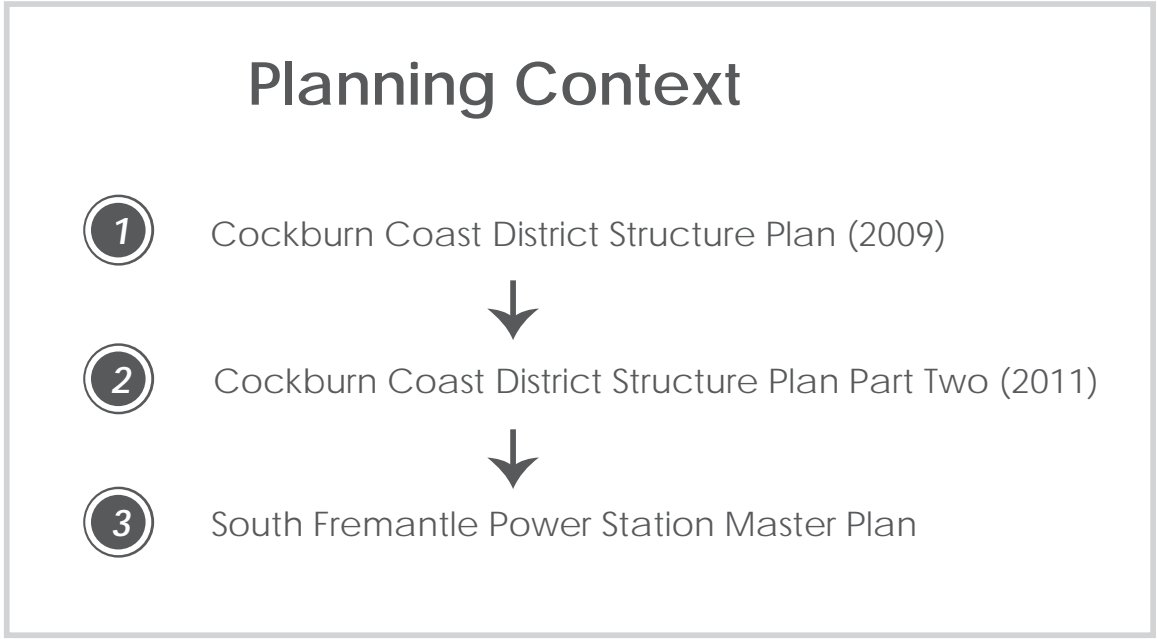 Planning Context
1 Cockburn Coast District Structure Plan (2009)
2 Cockburn Coast District Structure Plan Part Two (2011)
3 South Fremantle Power Station Master Plan